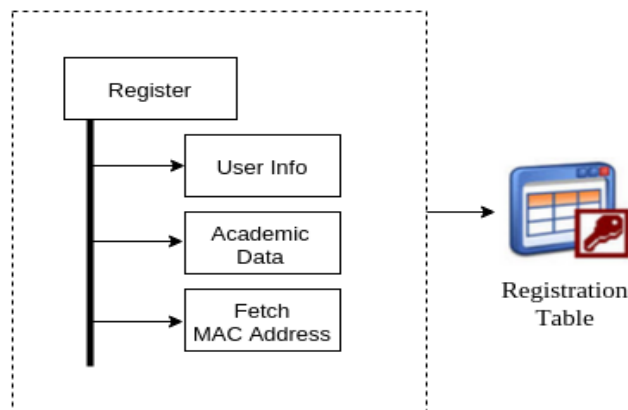 Register
User Info
Academic
Data
Fetch
MAC Address
Registration
Table